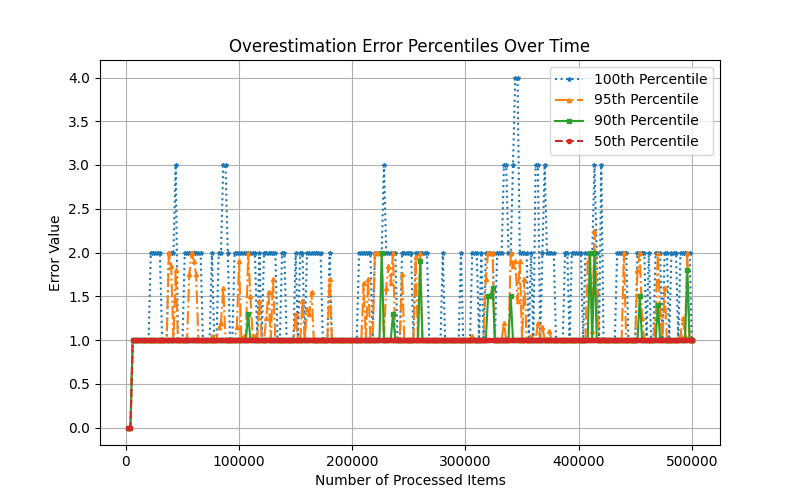 Overestimation Error Percentiles Over Time
100th Percentile
95th Percentile
90th Percentile
50th Percentile
Error Value
4.0
3.5
3.0
2.5
2.0
1.5
1.0
0.5
0.0
0
100000
200000
300000
400000
500000
Number of Processed Items